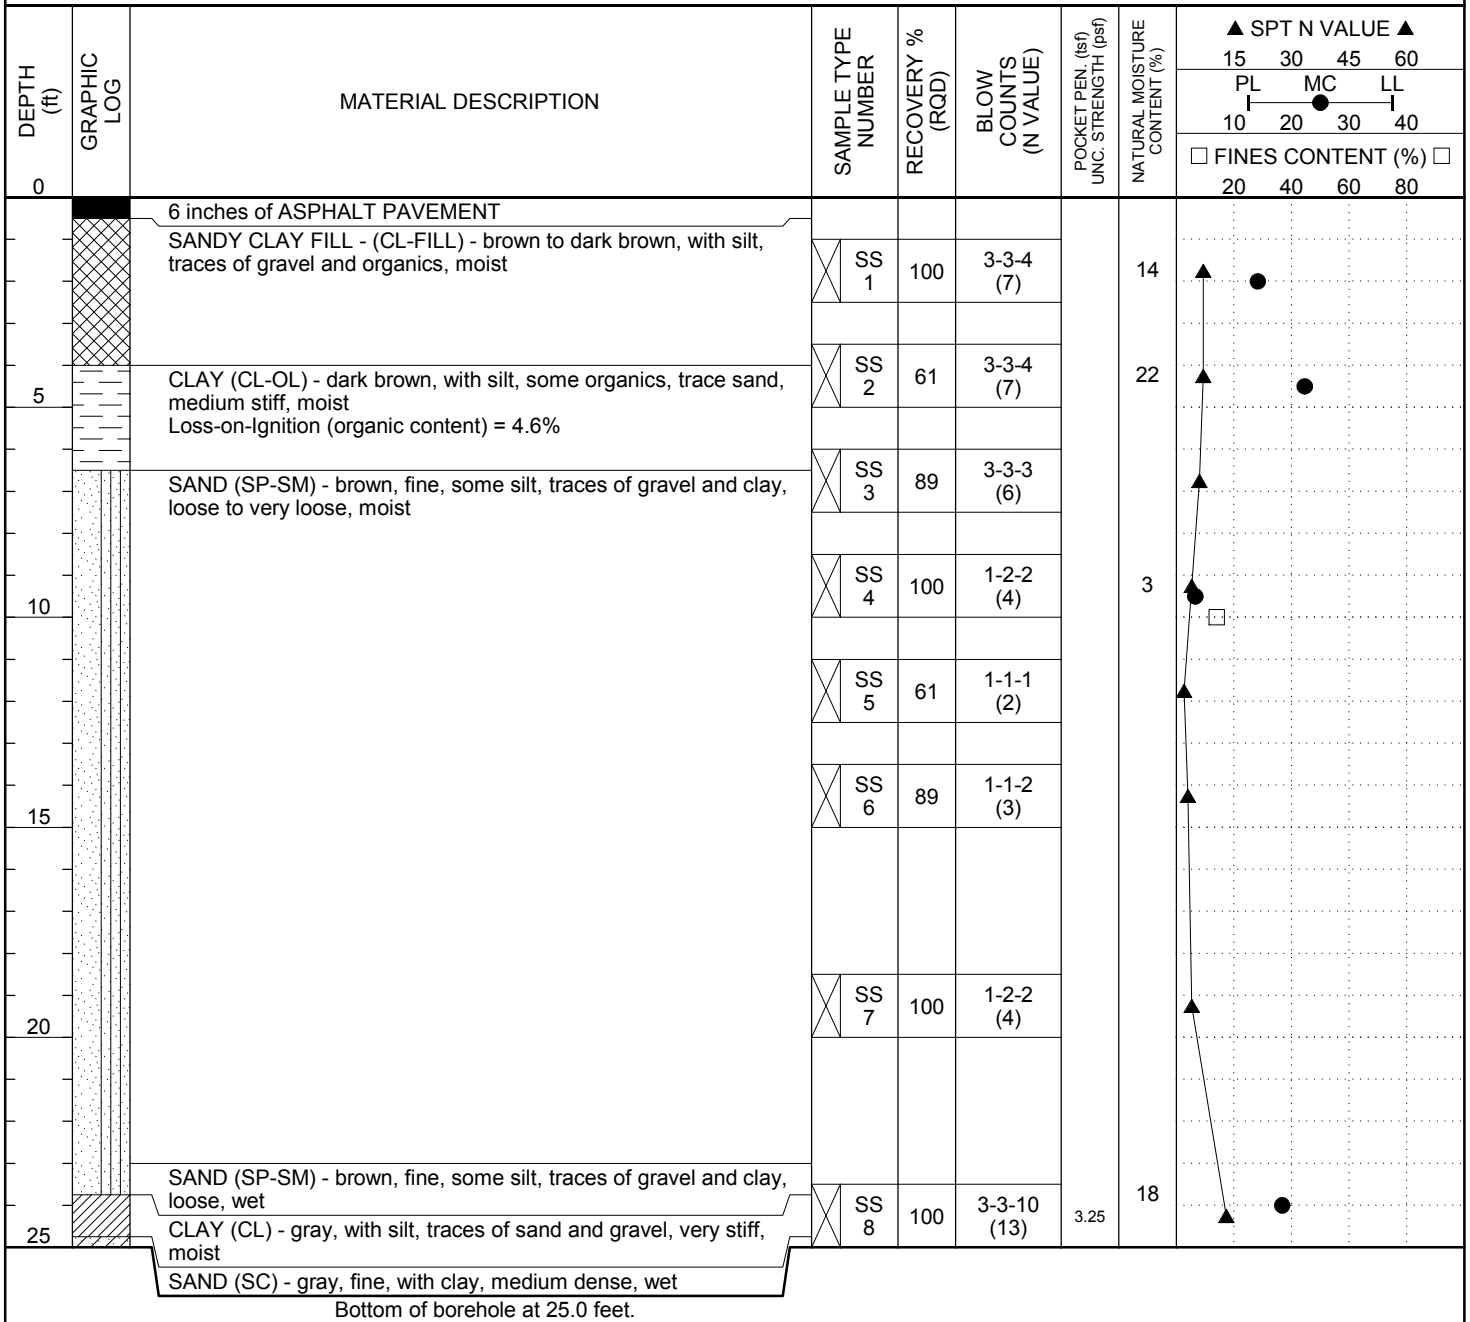 DEPTH (ft)
GRAPHIC LOG
MATERIAL DESCRIPTION
SAMPLE TYPE NUMBER
RECOVERY % (RQD)
BLOW COUNTS (N VALUE)
POCKET PEN. (tsf)
UNC. STRENGTH (psf)
NATURAL MOISTURE CONTENT (%)
▲ SPT N VALUE ▲
15 30 45 60
PL MC LL
10 20 30 40
□ FINES CONTENT (%) □
20 40 60 80
0
6 inches of ASPHALT PAVEMENT
SANDY CLAY FILL - (CL-FILL) - brown to dark brown, with silt,
traces of gravel and organics, moist
SS 1
100
3-3-4
(7)
14
CLAY (CL-OL) - dark brown, with silt, some organics, trace sand,
medium stiff, moist
Loss-on-Ignition (organic content) = 4.6%
SS 2
61
3-3-4
(7)
22
5
SAND (SP-SM) - brown, fine, some silt, traces of gravel and clay,
loose to very loose, moist
SS 3
89
3-3-3
(6)
SS 4
100
1-2-2
(4)
3
10
SS 5
61
1-1-1
(2)
SS 6
89
1-1-2
(3)
15
SS 7
100
1-2-2
(4)
20
SAND (SP-SM) - brown, fine, some silt, traces of gravel and clay,
loose, wet
CLAY (CL) - gray, with silt, traces of sand and gravel, very stiff,
moist
SS 8
100
3-3-10
(13)
3.25
18
25
SAND (SC) - gray, fine, with clay, medium dense, wet
Bottom of borehole at 25.0 feet.